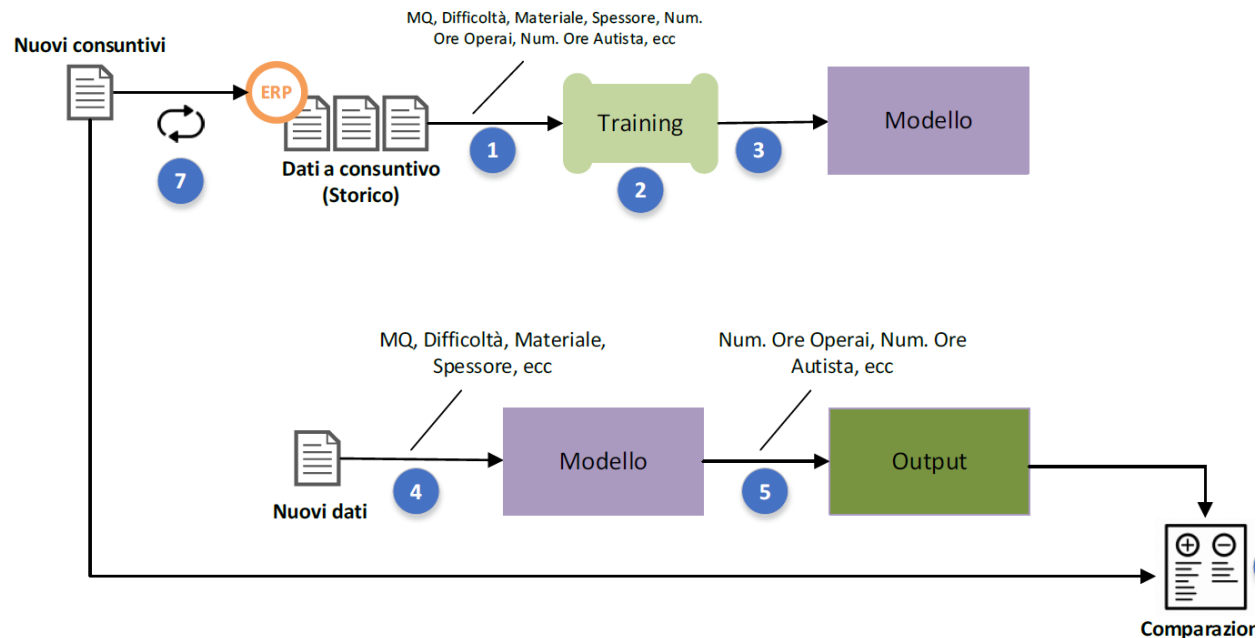 MQ, Difficoltà, Materiale, Spessore, Num.
Ore Operai, Num. Ore Autista, ecc
Nuovi consuntivi
ERP
Training
Modello
1
3
Dati a consuntivo
(Storico)
7
2
MQ, Difficoltà, Materiale,
Spessore, ecc
Num. Ore Operai, Num. Ore
Autista, ecc
Modello
Output
4
5
Nuovi dati
Comparazion